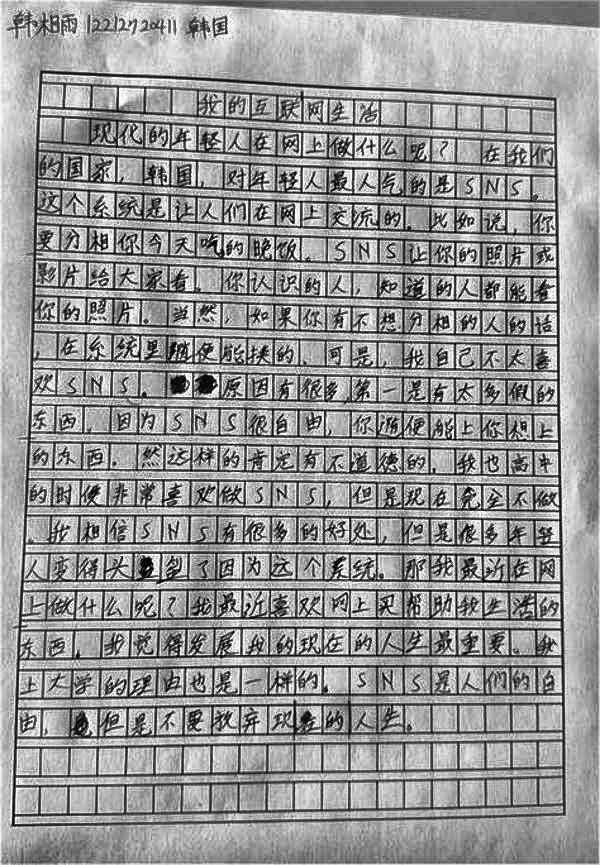 韩相雨 12212720411 韩国
我的互联网生活
现代的年轻人在网上做什么呢？ 在我们
的国家，韩国，对年轻人最人气的是SNS。
这个系统是让人们在网上交流的。比如说，你
要分相你今天吃的晚饭。SNS让你的照片或
影片给大家看。你认识的人，知道的人都能看
你的照片。当然，如果你有不想分相的人的话
，在系统里随便能挨的。可是，我自己不太喜
欢SNS。原因有很多，第一是有太多假的
东西，因为SNS很自由，你随便能上你想上
的东西。然这样的肯定有不道德的，我也高中
的时候非常喜欢做SNS，但是现在完全不做
。我相信SNS有很多的好处，但是很多年轻
人变得头了因为这个系统。那我最近在网
上做什么呢？我最近喜欢网上买帮助我生活的
东西，我觉得发展我的现在的人生最重要。我
上大学的理由也是一样的。SNS是人们的自
由，但是不要放弃现在的人生。